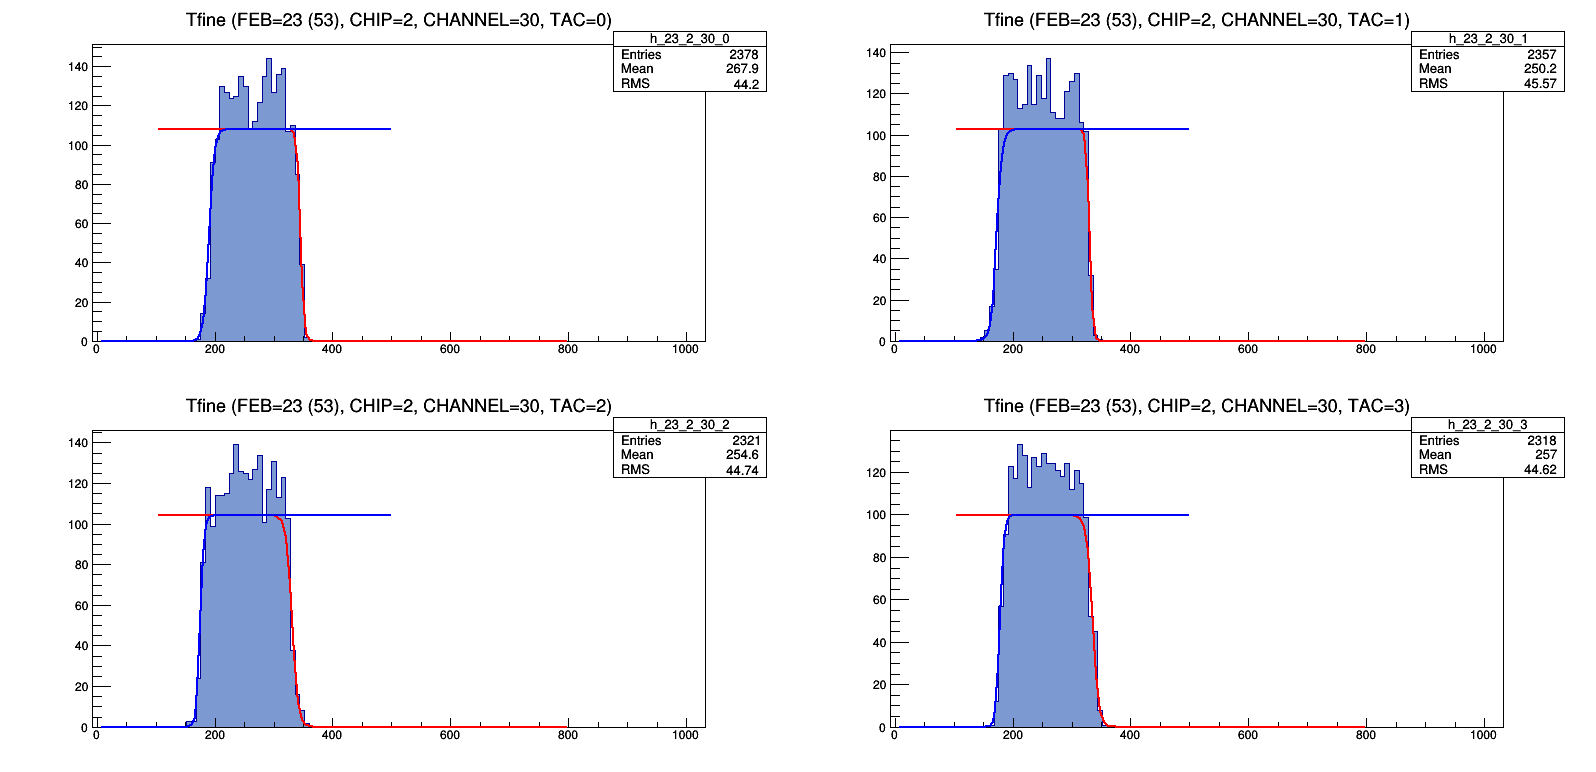 Tfine (FEB=23 (53), CHIP=2, CHANNEL=30, TAC=0)
h_23_2_30_0
Entries 2378
Mean 267.9
RMS 44.2
140
120
100
80
60
40
20
0
0 200 400 600 800 1000
Tfine (FEB=23 (53), CHIP=2, CHANNEL=30, TAC=1)
h_23_2_30_1
Entries 2357
Mean 250.2
RMS 45.57
140
120
100
80
60
40
20
0
0 200 400 600 800 1000
Tfine (FEB=23 (53), CHIP=2, CHANNEL=30, TAC=2)
h_23_2_30_2
Entries 2321
Mean 254.6
RMS 44.74
140
120
100
80
60
40
20
0
0 200 400 600 800 1000
Tfine (FEB=23 (53), CHIP=2, CHANNEL=30, TAC=3)
h_23_2_30_3
Entries 2318
Mean 257
RMS 44.62
120
100
80
60
40
20
0
0 200 400 600 800 1000